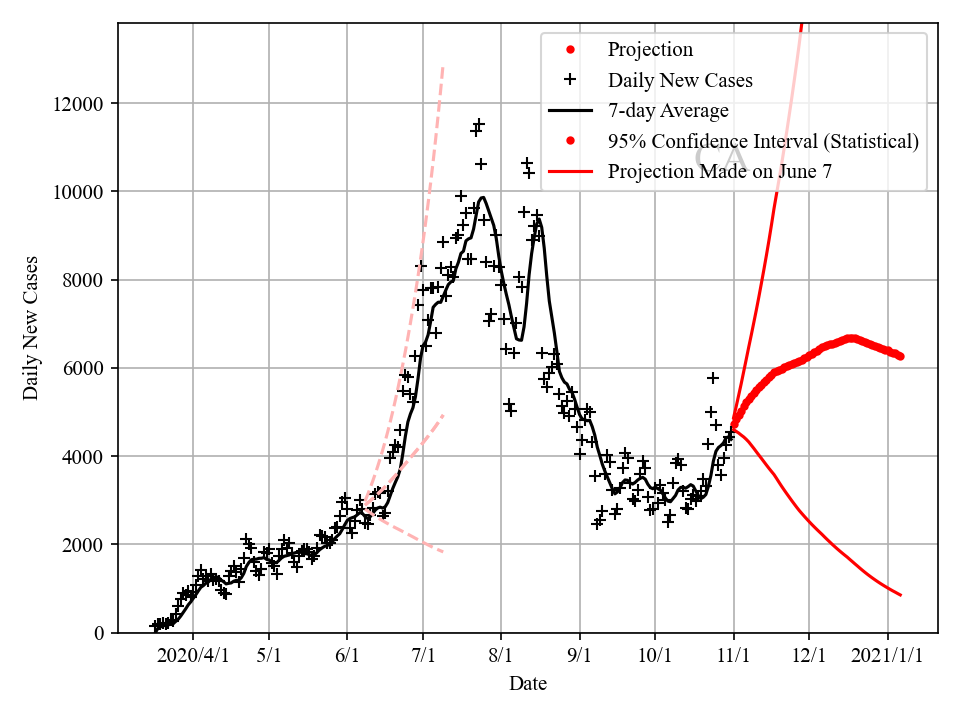 Projection
Daily New Cases
7-day Average
95% Confidence Interval (Statistical)
Projection Made on June 7
CA
12000
10000
8000
6000
4000
2000
0
Daily New Cases
2020/4/1
5/1
6/1
7/1
8/1
9/1
10/1
11/1
12/1
2021/1/1
Date